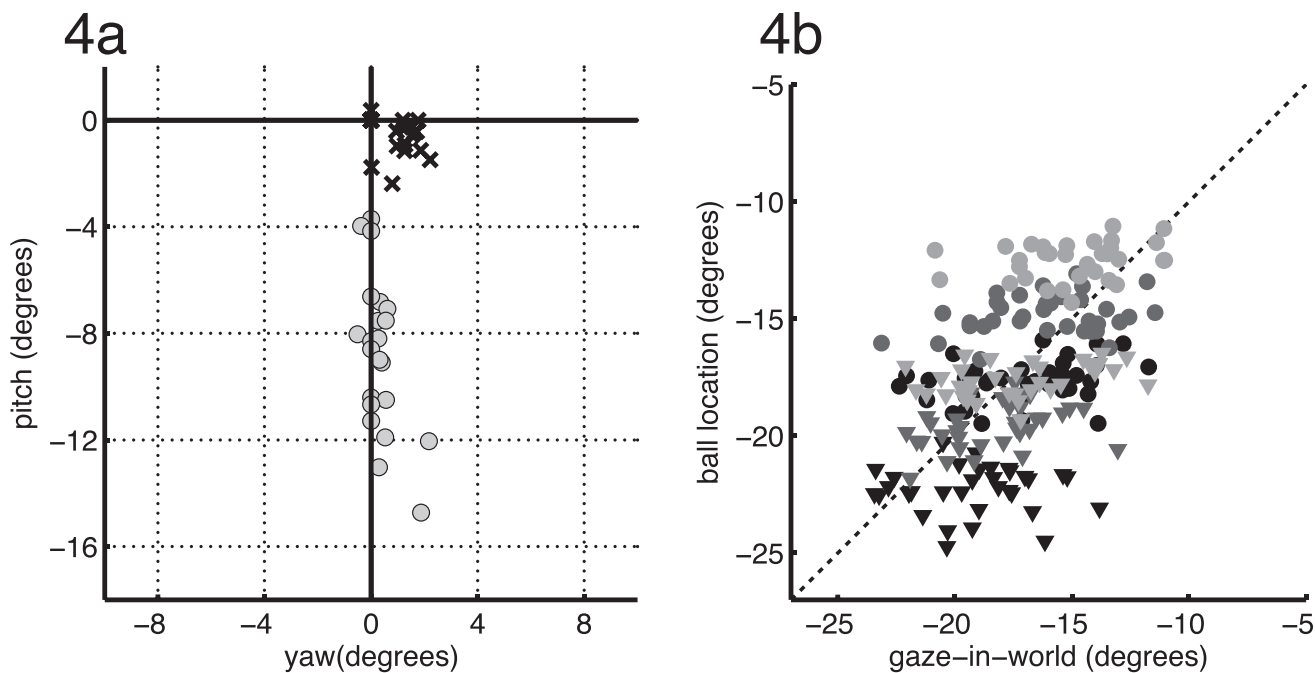 4a
0
−4
−8
−12
−16
pitch (degrees)
−8 −4 0 4 8
yaw(degrees)
4b
−5
−10
−15
−20
−25
ball location (degrees)
−25 −20 −15 −10 −5
gaze−in−world (degrees)